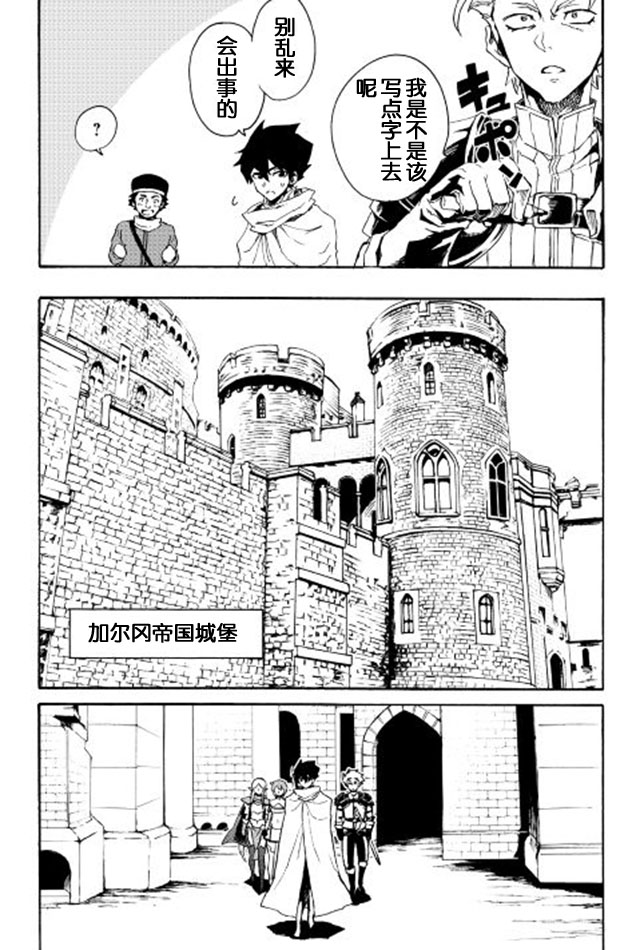 我是不是该
写点字上去
呢
キュポン
别乱来
会出事的
?
加尔冈帝国城堡